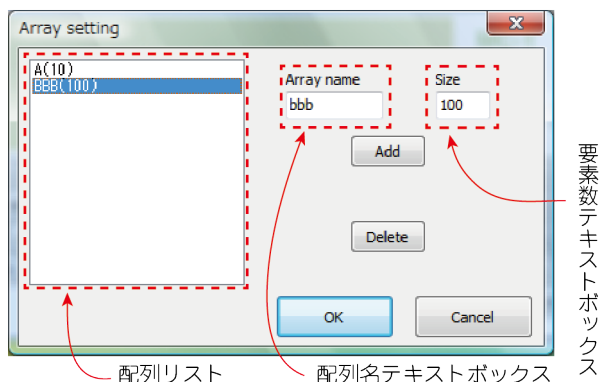 Array setting
A(10)
BBB(100)
Array name
Size
bbb
100
Add
Delete
OK
Cancel
配列リスト
配列名テキストボックス
要素数テキストボックス